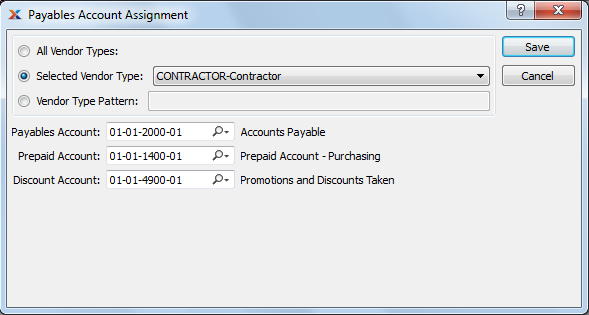 Payables Account Assignment
All Vendor Types:
Save
Selected Vendor Type: CONTRACTOR-Contractor
Cancel
Vendor Type Pattern:
Payables Account: 01-01-2000-01 Accounts Payable
Prepaid Account: 01-01-1400-01 Prepaid Account - Purchasing
Discount Account: 01-01-4900-01 Promotions and Discounts Taken